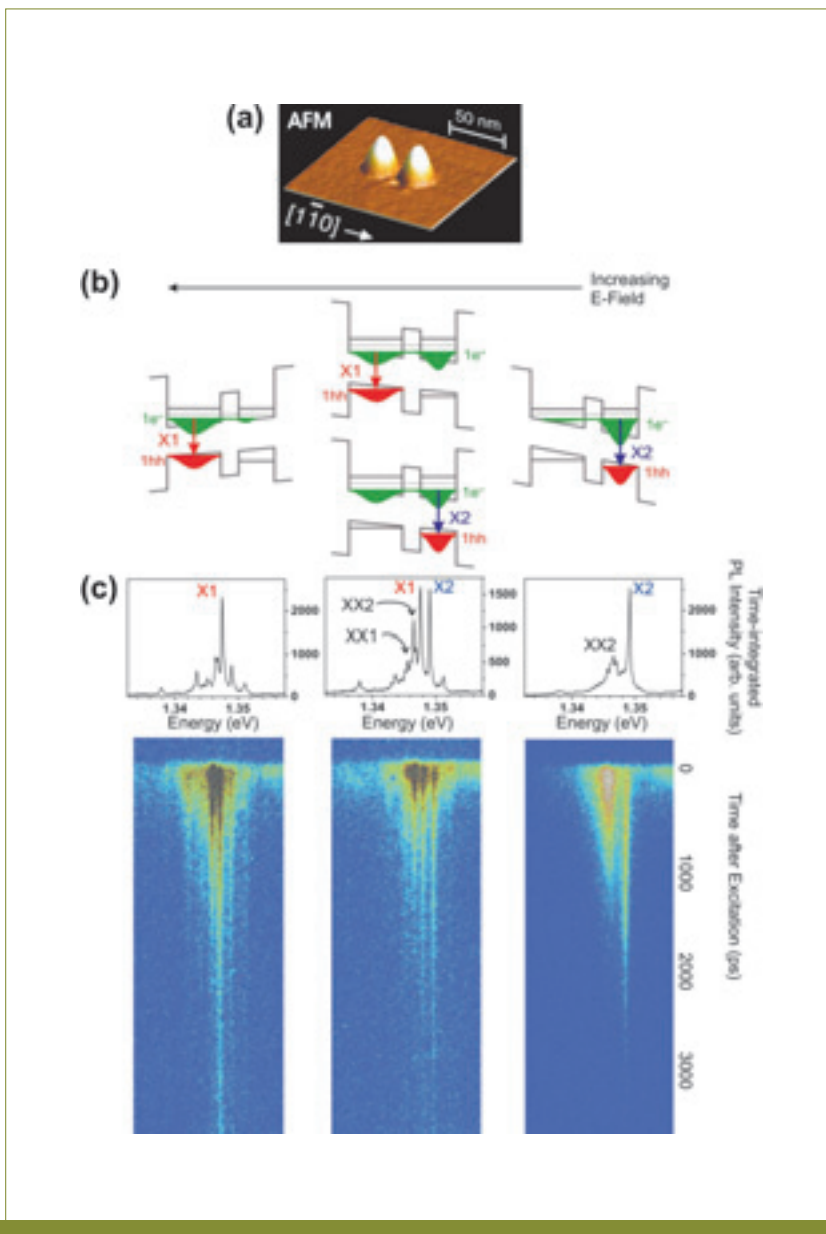 (a)
AFM
50 nm
[11̅0]
(b)
Increasing
E-Field
1e⁻
X1
1hh
1e⁻
X1
1hh
1e⁻
X2
1hh
1e⁻
X2
1hh
(c)
X1
2000
1000
0
1.34
1.35
Energy (eV)
X1
X2
XX2
XX1
1500
1000
500
0
1.34
1.35
Energy (eV)
X2
XX2
2000
1000
0
1.34
1.35
Energy (eV)
Time-integrated
PL Intensity (arb. units)
0
1000
2000
3000
Time after Excitation (ps)